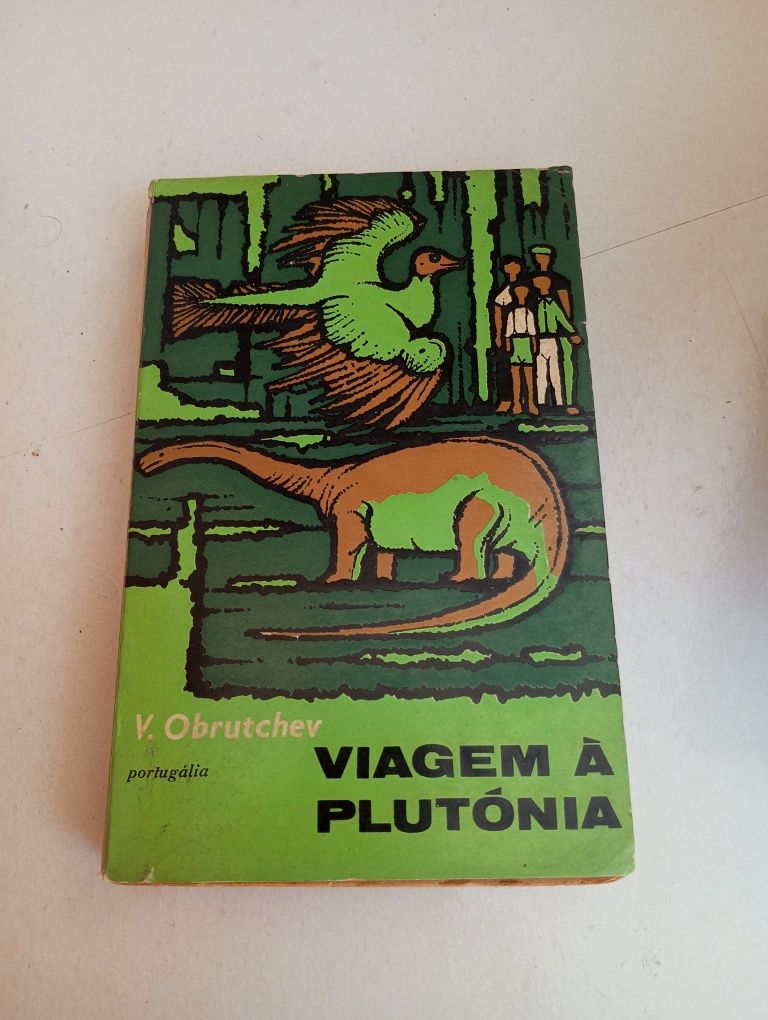 V. Obrutchev
portugália
VIAGEM À
PLUTÓNIA